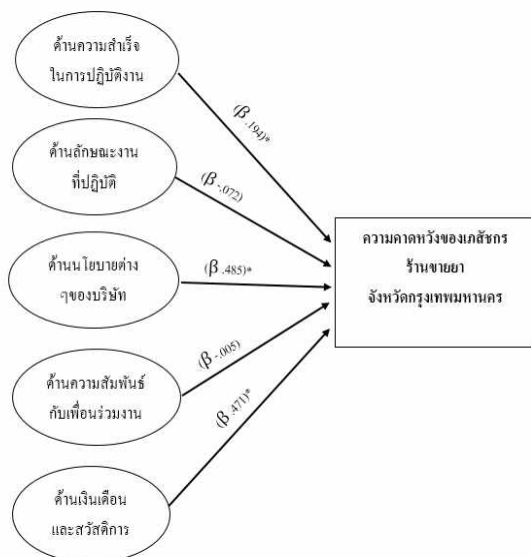 ด้านความสำเร็จ
ในการปฏิบัติงาน
(β .194)*
ด้านลักษณะงาน
ที่ปฏิบัติ
(β -.072)
ด้านนโยบายต่าง
ๆของบริษัท
(β .485)*
ด้านความสัมพันธ์
กับเพื่อนร่วมงาน
(β -.005)
ด้านเงินเดือน
และสวัสดิการ
(β .471)*
ความคาดหวังของเภสัชกร
ร้านขายยา
จังหวัดกรุงเทพมหานคร